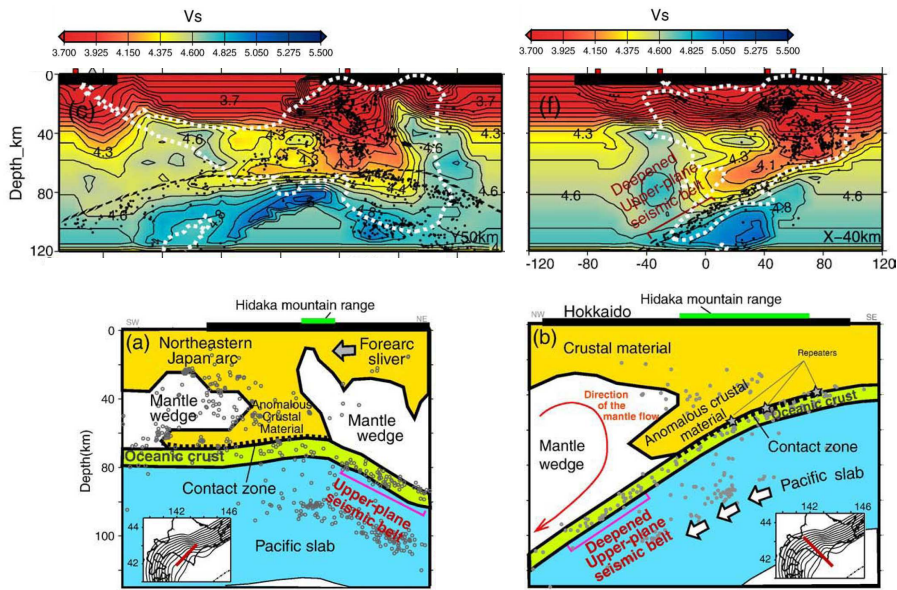 Vs
3.700 3.925 4.150 4.375 4.600 4.825 5.050 5.275 5.500
Vs
3.700 3.925 4.150 4.375 4.600 4.825 5.050 5.275 5.500
Depth_km
0
40
80
120
(c)
3.7
4.3
4.3
4.3
4.6
4.6
4.6
4.8
Y50km
0
40
80
120
(f)
3.7
4.3
4.3
4.1
4.6
4.6
4.8
Deepened
Upper-plane
seismic belt
X-40km
-120 -80 -40 0 40 80 120
Hidaka mountain range
SW
NE
Depth(km)
0
20
40
60
80
100
(a)
Northeastern
Japan arc
Forearc
sliver
Mantle
wedge
Anomalous
Crustal
Material
Mantle
wedge
Oceanic crust
Contact zone
Upper-plane
seismic belt
Pacific slab
142 146
44
42
Hidaka mountain range
NW
Hokkaido
SE
(b)
Crustal material
Repeaters
Direction
of the
mantle flow
Anomalous crustal
material
Oceanic crust
Mantle
wedge
Contact zone
Pacific slab
Deepened
Upper-plane
seismic belt
142 146
44
42